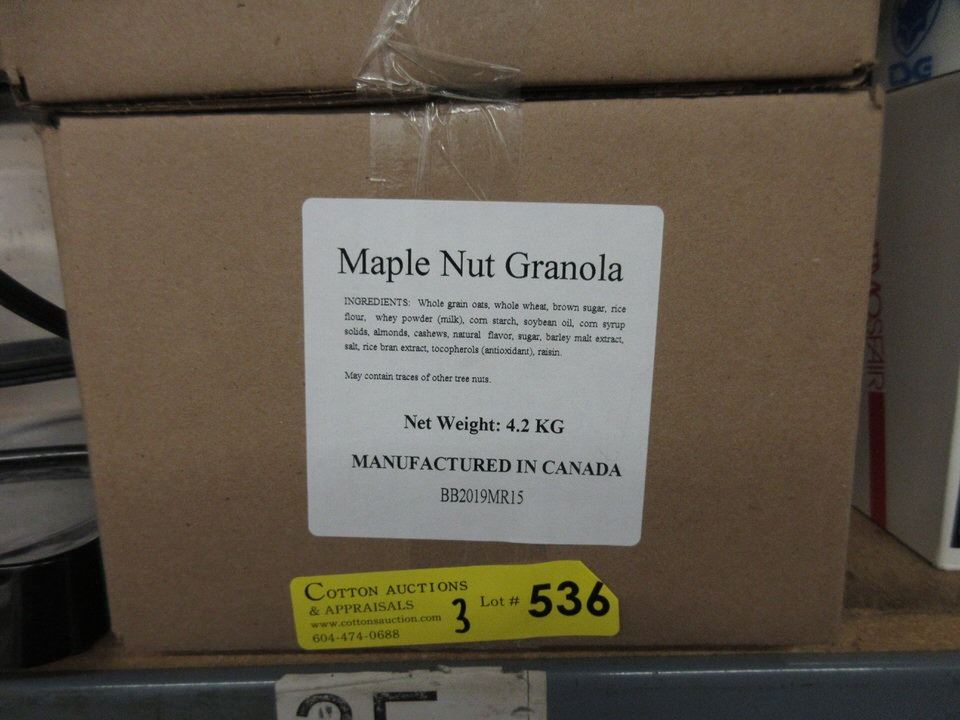 DG
Maple Nut Granola
INGREDIENTS: Whole grain oats, whole wheat, brown sugar, rice
flour, whey powder (milk), corn starch, soybean oil, corn syrup
solids, almonds, cashews, natural flavor, sugar, barley malt extract,
salt, rice bran extract, tocopherols (antioxidant), raisin.
May contain traces of other tree nuts.
Net Weight: 4.2 KG
MANUFACTURED IN CANADA
BB2019MR15
COTTON AUCTIONS
& APPRAISALS
www.cottonsauction.com
604-474-0688
3
Lot # 536